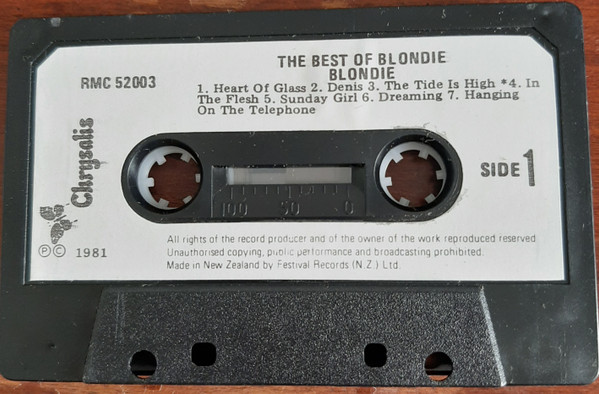 THE BEST OF BLONDIE
BLONDIE
RMC 52003
1. Heart Of Glass 2. Denis 3. The Tide Is High *4. In
The Flesh 5. Sunday Girl 6. Dreaming 7. Hanging
On The Telephone
Chrysalis
SIDE 1
100 50 0
All rights of the record producer and of the owner of the work reproduced reserved.
Unauthorised copying, public performance and broadcasting prohibited.
Made in New Zealand by Festival Records (N.Z.) Ltd.
Ⓟ © 1981